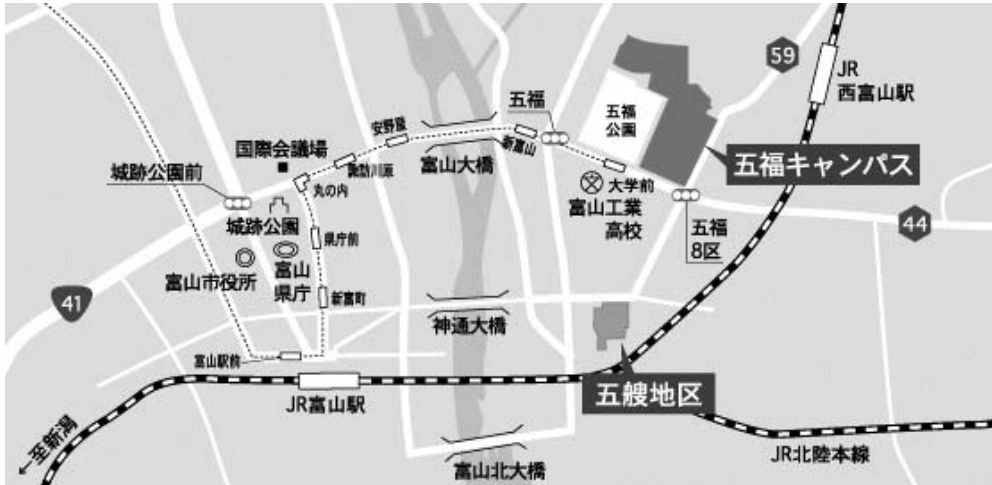 59
JR
西富山駅
五福
五福
公園
安野屋
新富山
国際会議場
富山大橋
五福キャンパス
諏訪川原
城跡公園前
丸の内
大学前
富山工業
高校
城跡公園
県庁前
五福
8区
44
富山市役所
富山
県庁
新富町
41
神通大橋
富山駅前
五艘地区
JR富山駅
←至新潟
富山北大橋
JR北陸本線